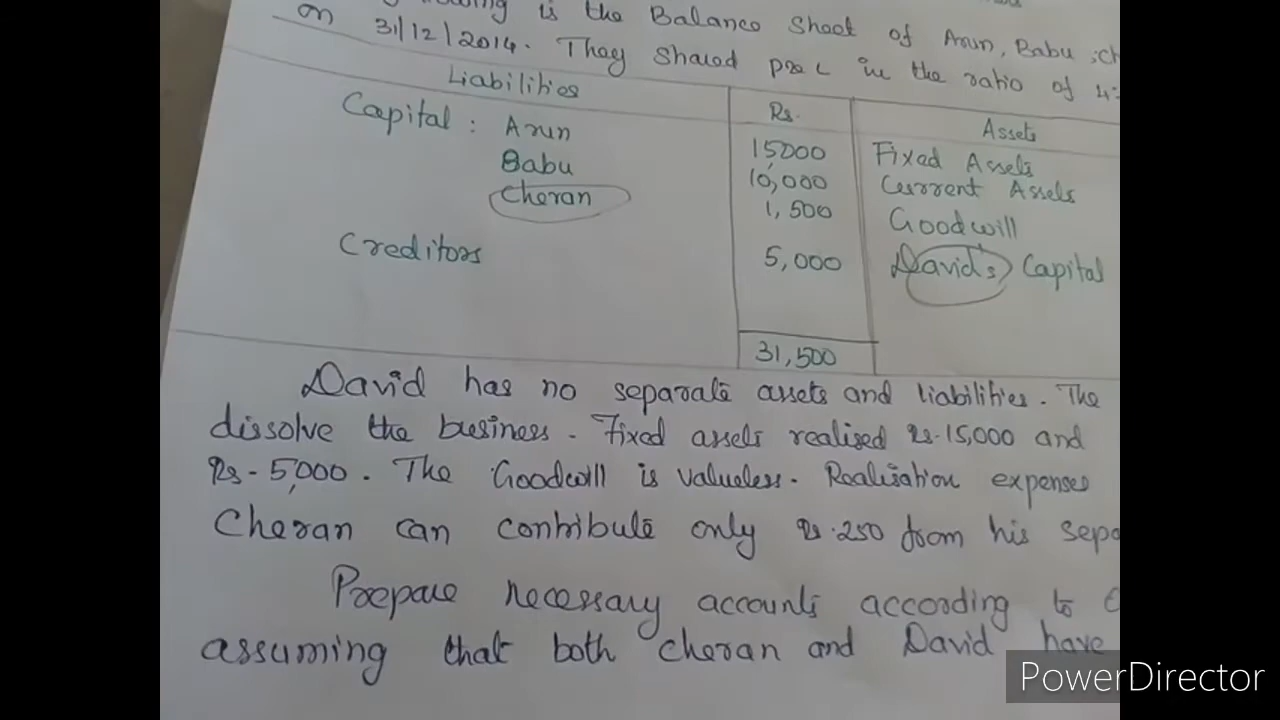 is the Balance Sheet of Arun, Babu
on 31/12/2014. They shared in the ratio of 4:
Liabilities Rs. Assets
Capital : Arun 15000 Fixed Assets
Babu 10,000 Current Assets
Cheran 1,500 Goodwill
Creditors 5,000 Davids Capital
31,500
David has no separate assets and liabilities. The
dissolve the business. Fixed assets realised Rs.15,000 and
Rs - 5,000. The Goodwill is valueless. Realisation expenses
Cheran can contribute only Rs.250 from his
Prepare necessary accounts according to
assuming that both Cheran and David have
PowerDirector